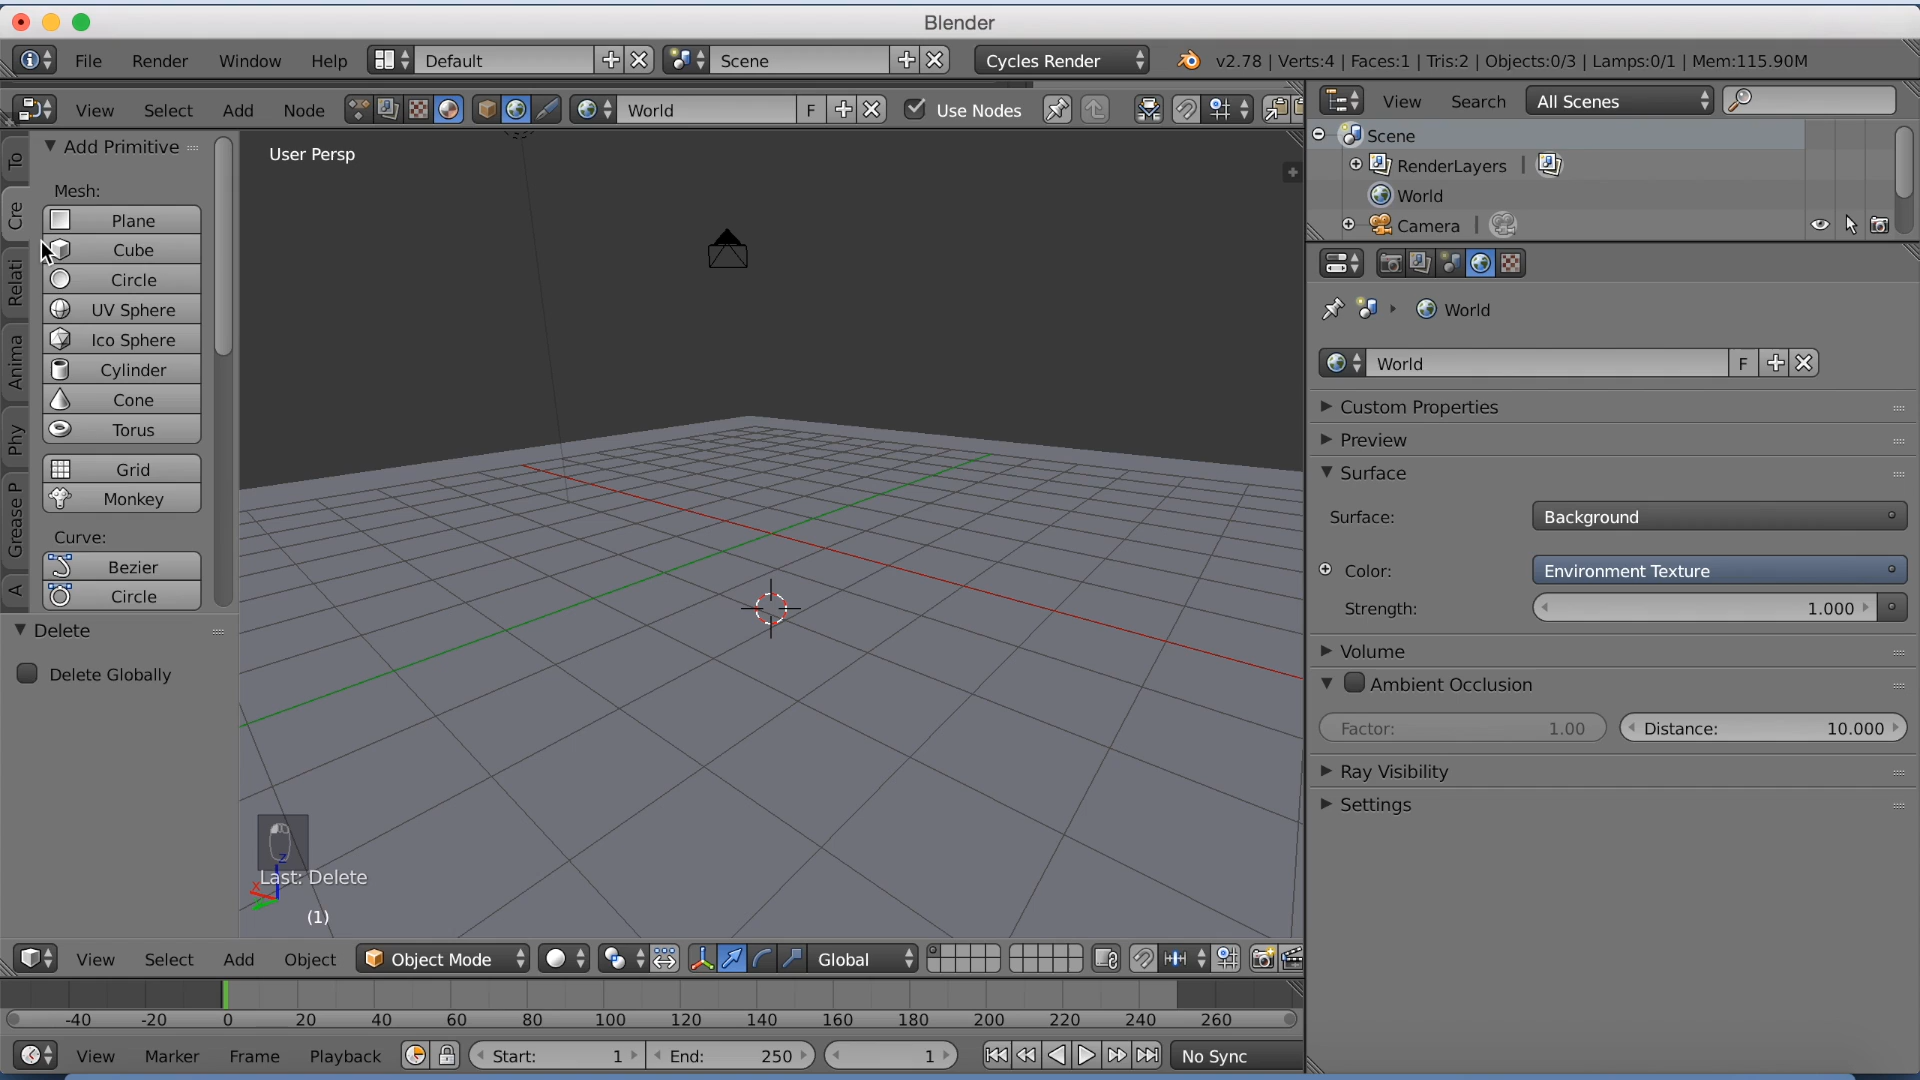 Blender
File Render Window Help Default Scene Cycles Render v2.78 | Verts:4 | Faces:1 | Tris:2 | Objects:0/3 | Lamps:0/1 | Mem:115.90M
View Select Add Node World F Use Nodes
View Search All Scenes
Scene
RenderLayers |
World
Camera |
To
Cre
Relati
Anima
Phy
Grease P
A
Add Primitive
Mesh:
Plane
Cube
Circle
UV Sphere
Ico Sphere
Cylinder
Cone
Torus
Grid
Monkey
Curve:
Bezier
Circle
Delete
Delete Globally
User Persp
z
x
Last: Delete
(1)
World
World F
Custom Properties
Preview
Surface
Surface: Background
Color: Environment Texture
Strength: 1.000
Volume
Ambient Occlusion
Factor: 1.00 Distance: 10.000
Ray Visibility
Settings
View Select Add Object Object Mode Global
-40 -20 0 20 40 60 80 100 120 140 160 180 200 220 240 260
View Marker Frame Playback Start: 1 End: 250 1 No Sync